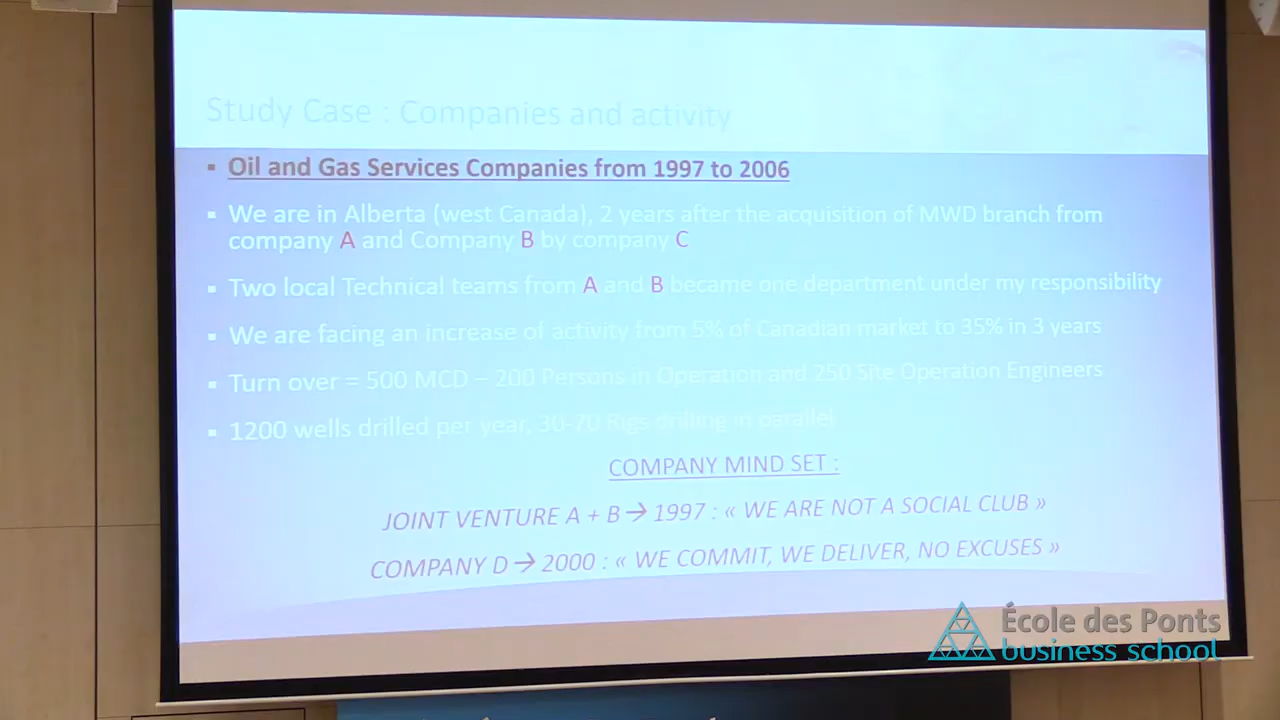 Study Case : Companies and activity
▪ Oil and Gas Services Companies from 1997 to 2006
▪ We are in Alberta (west Canada), 2 years after the acquisition of MWD branch from
company A and Company B by company C
▪ Two local Technical teams from A and B became one department under my responsibility
▪ We are facing an increase of activity from 5% of Canadian market to 35% in 3 years
▪ Turn over = 500 MCD – 200 Persons in Operation and 250 Site Operation Engineers
▪ 1200 wells drilled per year, 30-70 Rigs drilling in parallel
COMPANY MIND SET :
JOINT VENTURE A + B → 1997 : « WE ARE NOT A SOCIAL CLUB »
COMPANY D → 2000 : « WE COMMIT, WE DELIVER, NO EXCUSES »
École des Ponts
business school